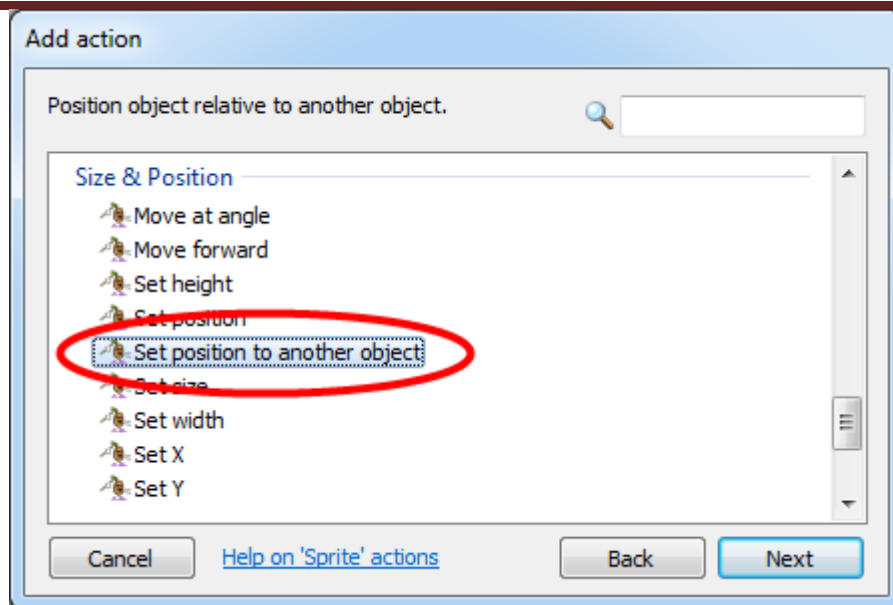 Add action
Position object relative to another object.
Size & Position
Move at angle
Move forward
Set height
Set position
Set position to another object
Set size
Set width
Set X
Set Y
Cancel
Help on 'Sprite' actions
Back
Next